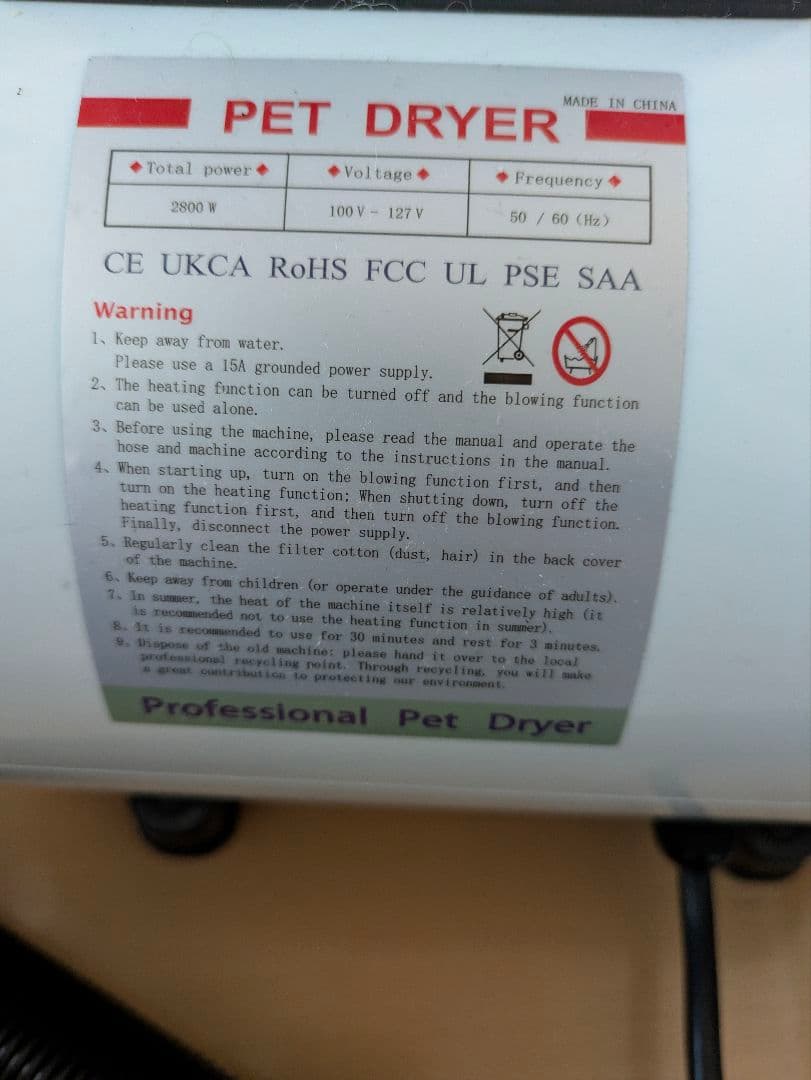 PET DRYER
MADE IN CHINA
◆Total power◆ ◆Voltage◆ ◆Frequency◆
2800 W 100 V - 127 V 50 / 60 (Hz)
CE UKCA RoHS FCC UL PSE SAA
Warning
1、Keep away from water.
Please use a 15A grounded power supply.
2、The heating function can be turned off and the blowing function
can be used alone.
3、Before using the machine, please read the manual and operate the
hose and machine according to the instructions in the manual.
4、When starting up, turn on the blowing function first, and then
turn on the heating function; When shutting down, turn off the
heating function first, and then turn off the blowing function.
Finally, disconnect the power supply.
5、Regularly clean the filter cotton (dust, hair) in the back cover
of the machine.
6、Keep away from children (or operate under the guidance of adults).
7、In summer, the heat of the machine itself is relatively high (it
is recommended not to use the heating function in summer).
8、It is recommended to use for 30 minutes and rest for 3 minutes.
9、Dispose of the old machine: please hand it over to the local
professional recycling point. Through recycling, you will make
a great contribution to protecting our environment.
Professional Pet Dryer